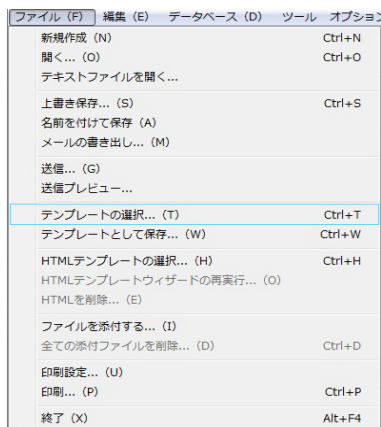 ファイル（F） 編集（E） データベース（D） ツール オプショ
新規作成（N） Ctrl+N
開く...（O） Ctrl+O
テキストファイルを開く...
上書き保存...（S） Ctrl+S
名前を付けて保存（A）
メールの書き出し...（M）
送信...（G）
送信プレビュー...
テンプレートの選択...（T） Ctrl+T
テンプレートとして保存...（W） Ctrl+W
HTMLテンプレートの選択...（H） Ctrl+H
HTMLテンプレートウィザードの再実行...（O）
HTMLを削除...（E）
ファイルを添付する...（I）
全ての添付ファイルを削除...（D） Ctrl+D
印刷設定...（U）
印刷...（P） Ctrl+P
終了（X） Alt+F4